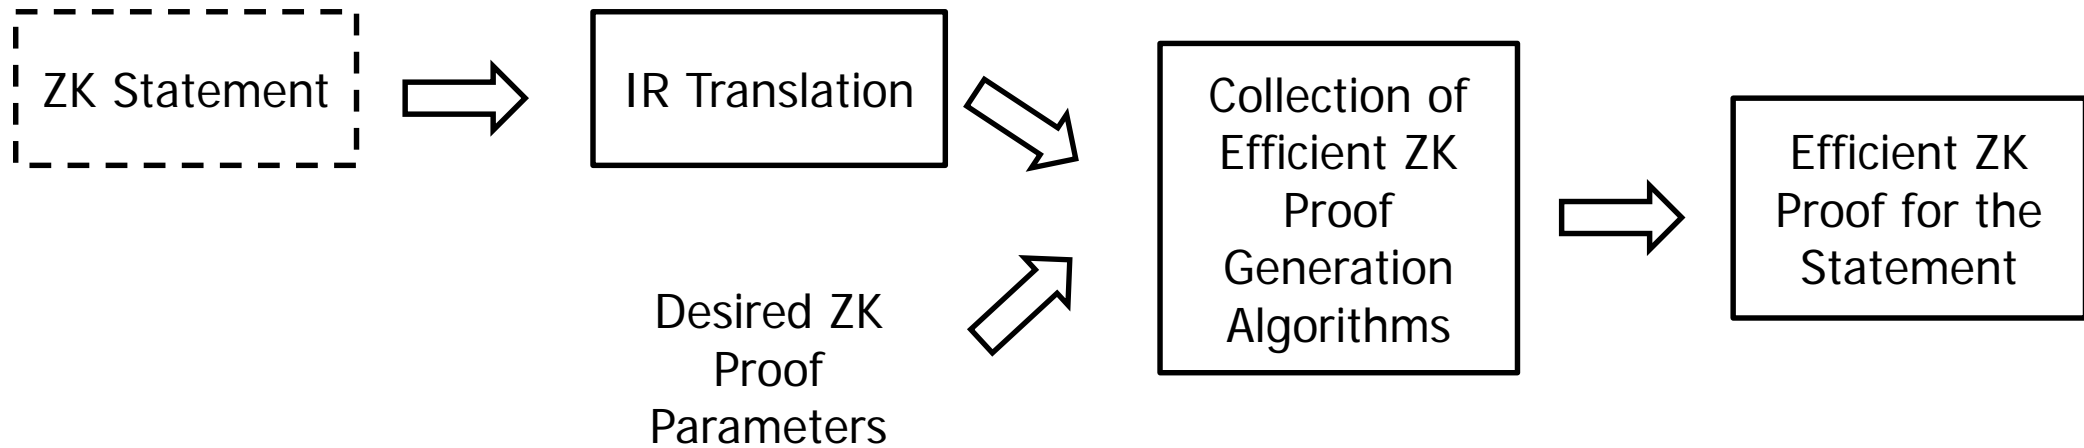 ZK Statement
IR Translation
Desired ZK
Proof
Parameters
Collection of
Efficient ZK
Proof
Generation
Algorithms
Efficient ZK
Proof for the
Statement